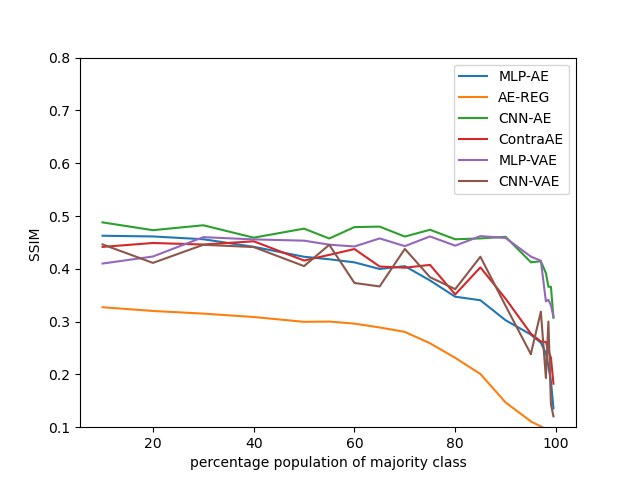 0.8
0.7
0.6
0.5
0.4
0.3
0.2
0.1
SSIM
MLP-AE
AE-REG
CNN-AE
ContraAE
MLP-VAE
CNN-VAE
20 40 60 80 100
percentage population of majority class